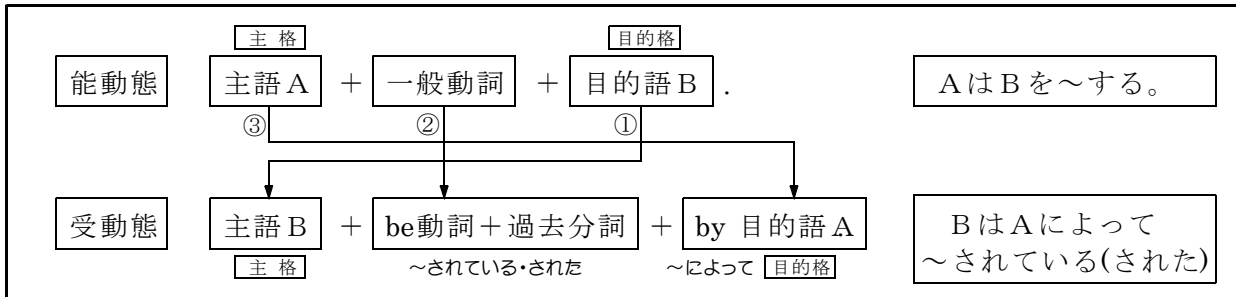 主 格 目的格
能動態 主語A ＋ 一般動詞 ＋ 目的語B . AはBを～する。
③ ② ①
受動態 主語B ＋ be動詞＋過去分詞 ＋ by 目的語A BはAによって
～されている(された)
主 格 ～されている・された ～によって 目的格